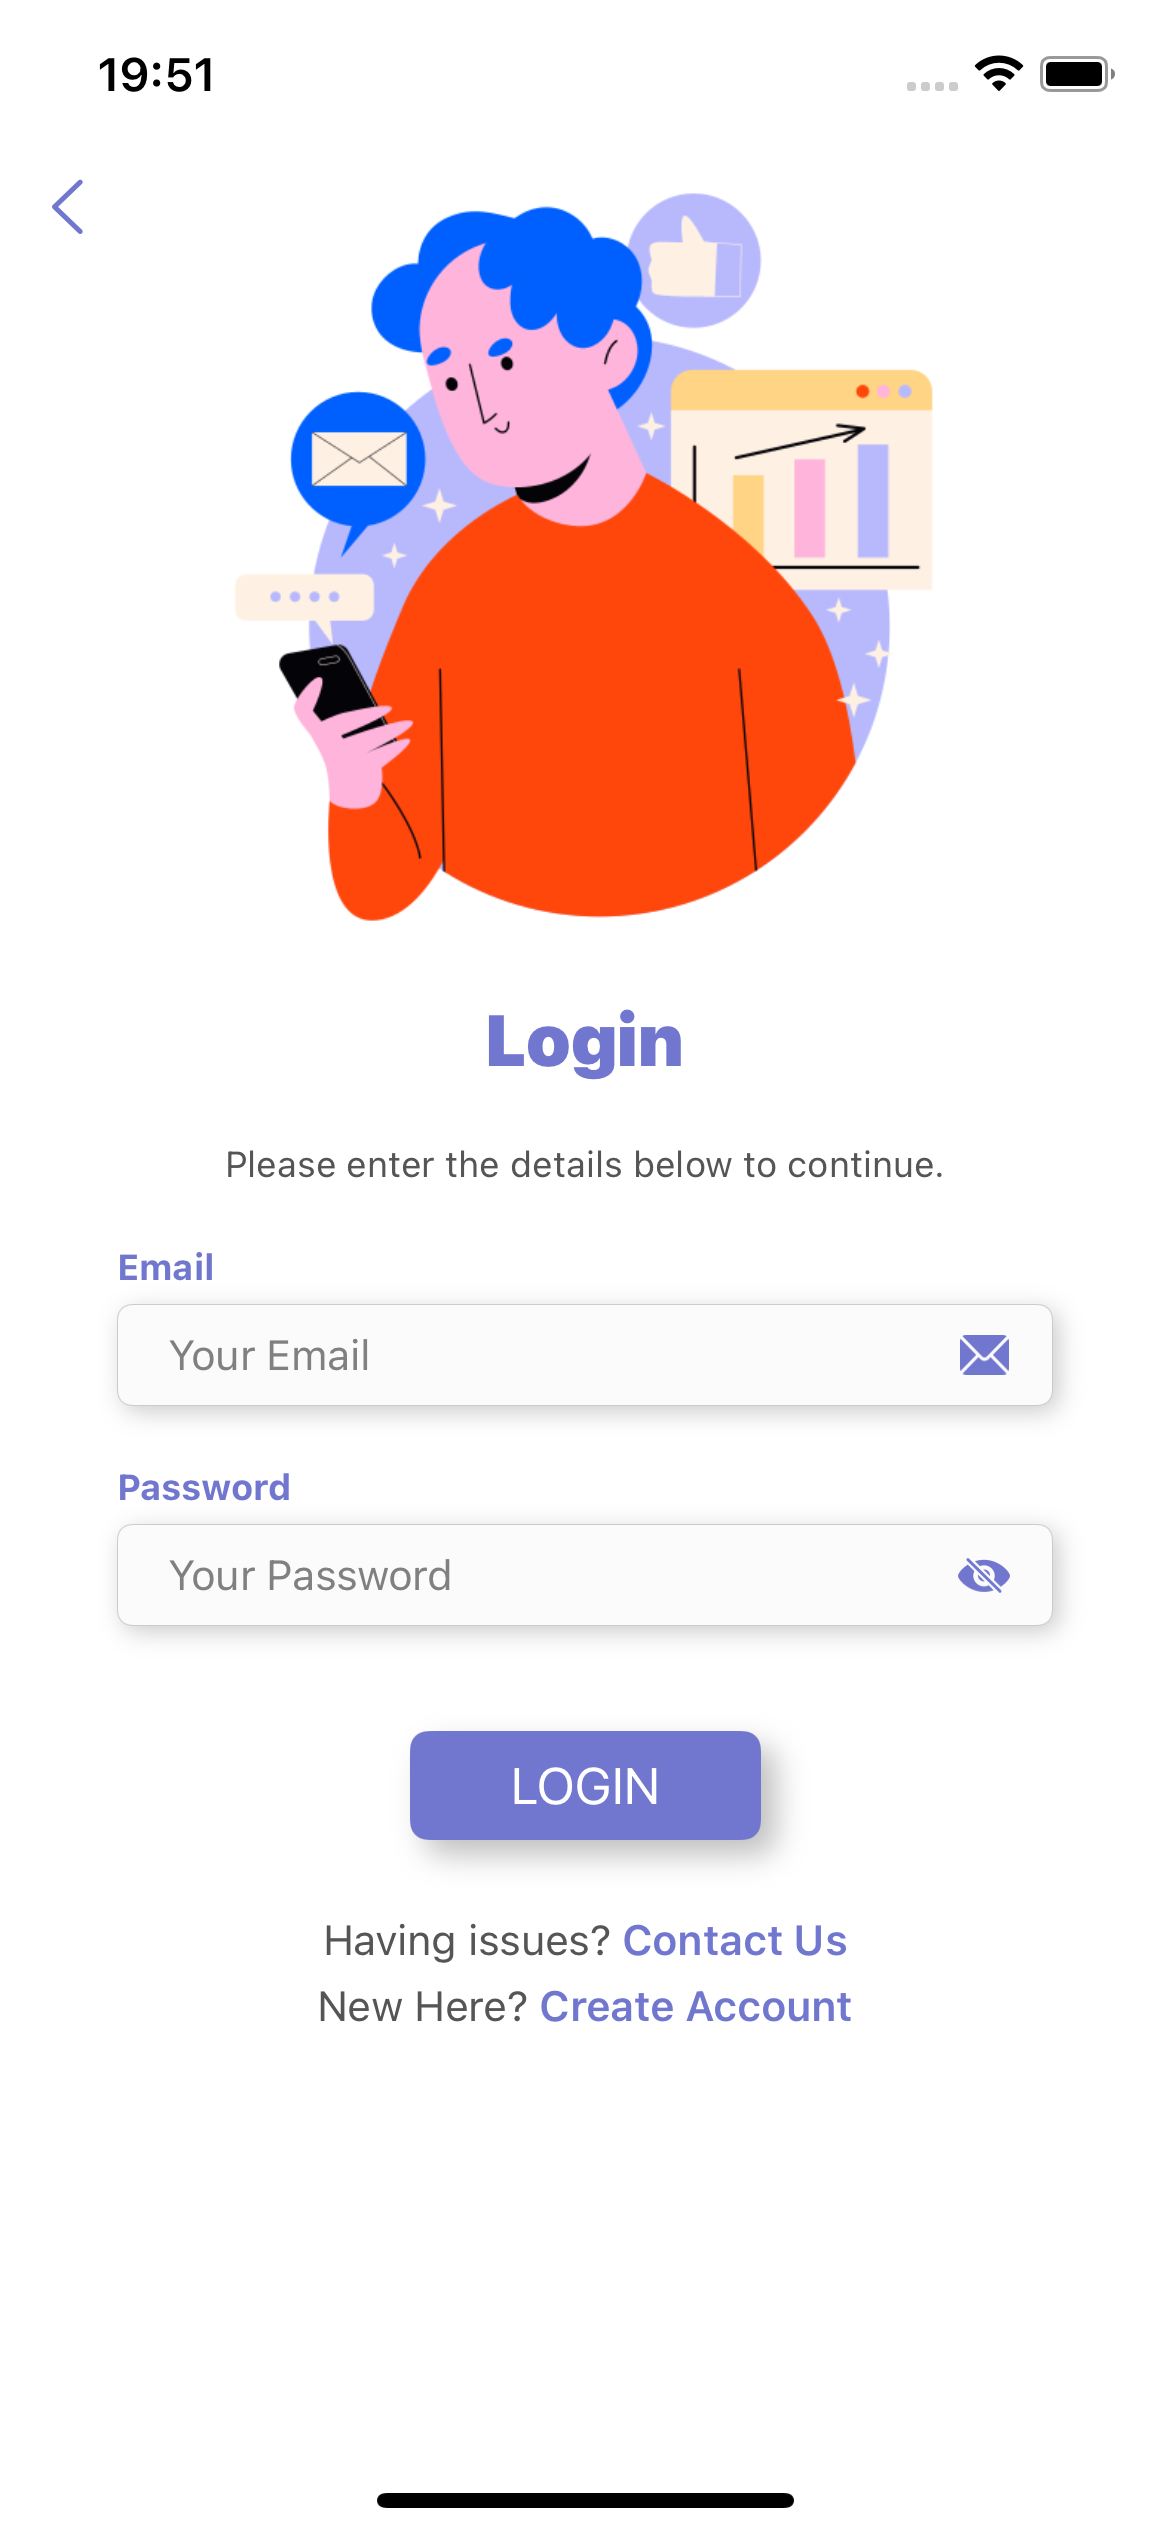 19:51
Login
Please enter the details below to continue.
Email
Your Email
Password
Your Password
LOGIN
Having issues? Contact Us
New Here? Create Account